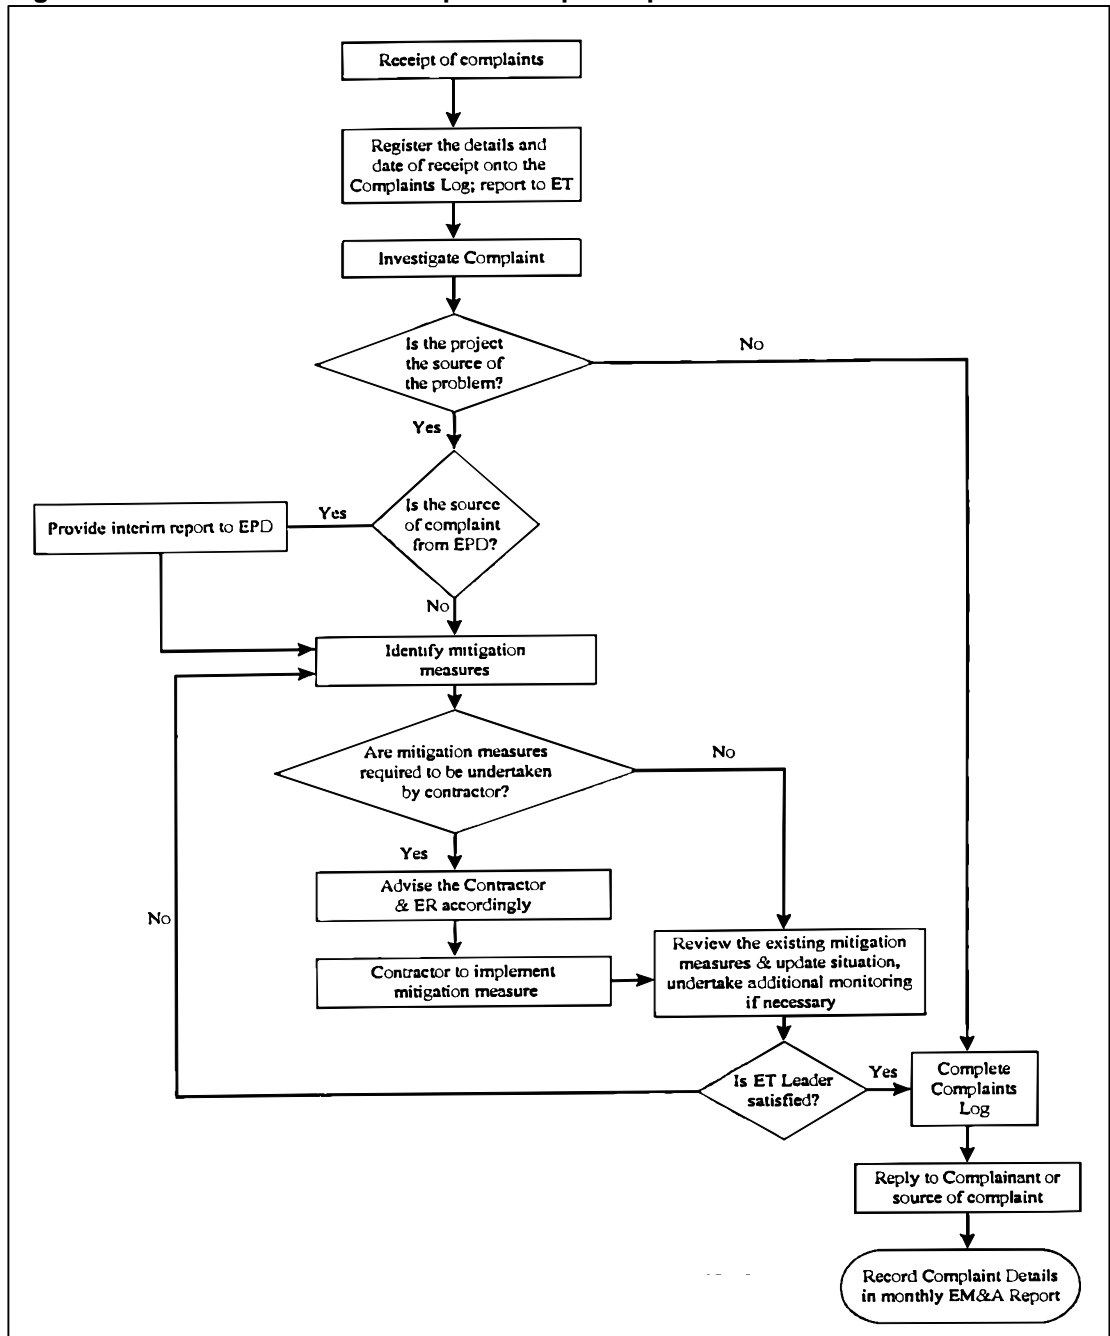 Receipt of complaints
Register the details and
date of receipt onto the
Complaints Log; report to ET
Investigate Complaint
Is the project
the source of
the problem?
No
Yes
Is the source
of complaint
from EPD?
Yes
Provide interim report to EPD
No
Identify mitigation
measures
Are mitigation measures
required to be undertaken
by contractor?
No
Yes
Advise the Contractor
& ER accordingly
No
Contractor to implement
mitigation measure
Review the existing mitigation
measures & update situation,
undertake additional monitoring
if necessary
Is ET Leader
satisfied?
Yes
Complete
Complaints
Log
Reply to Complainant or
source of complaint
Record Complaint Details
in monthly EM&A Report